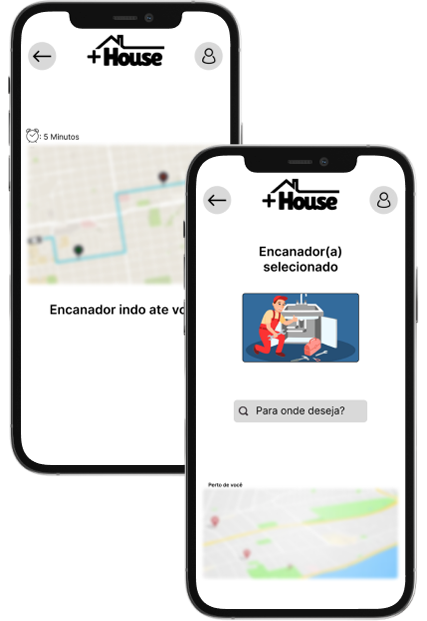 +House
: 5 Minutos
Encanador indo ate vo
+House
Encanador(a)
selecionado
Para onde deseja?
Perto de você